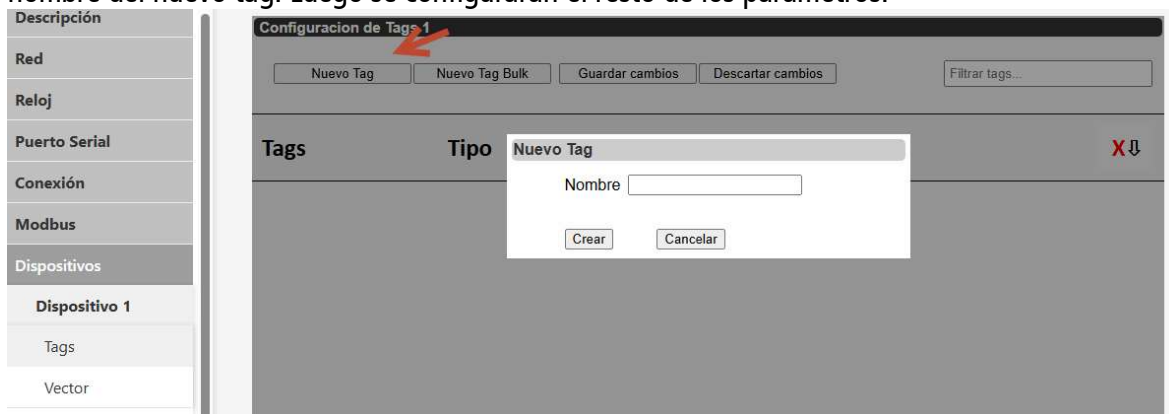 nombre del nuevo tag. Luego se configurarán el resto de los parámetros.
Descripción
Red
Reloj
Puerto Serial
Conexión
Modbus
Dispositivos
Dispositivo 1
Tags
Vector
Configuracion de Tags 1
Nuevo Tag Nuevo Tag Bulk Guardar cambios Descartar cambios Filtrar tags...
Tags Tipo X⇩
Nuevo Tag
Nombre
Crear Cancelar